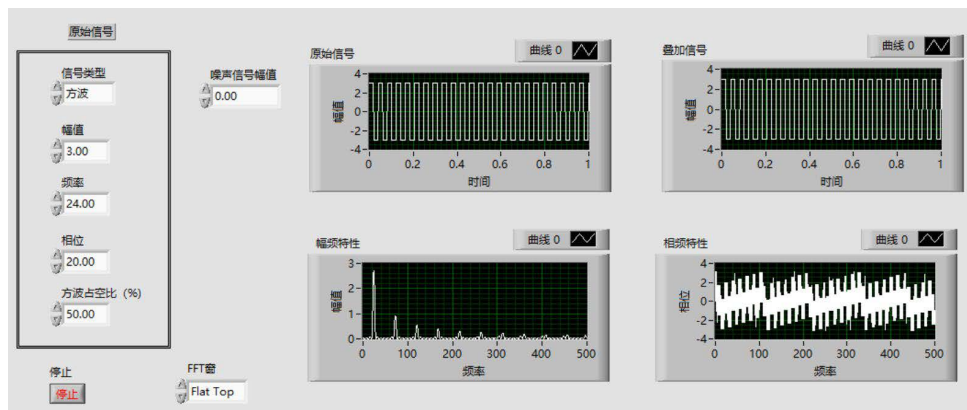 原始信号
信号类型
方波
幅值
3.00
频率
24.00
相位
20.00
方波占空比（%）
50.00
停止
停止
噪声信号幅值
0.00
FFT窗
Flat Top
原始信号
曲线 0
幅值
4
2
0
-2
-4
0 0.2 0.4 0.6 0.8 1
时间
叠加信号
曲线 0
幅值
4
2
0
-2
-4
0 0.2 0.4 0.6 0.8 1
时间
幅频特性
曲线 0
幅值
3
2
1
0
0 100 200 300 400 500
频率
相频特性
曲线 0
相位
4
2
0
-2
-4
0 100 200 300 400 500
频率